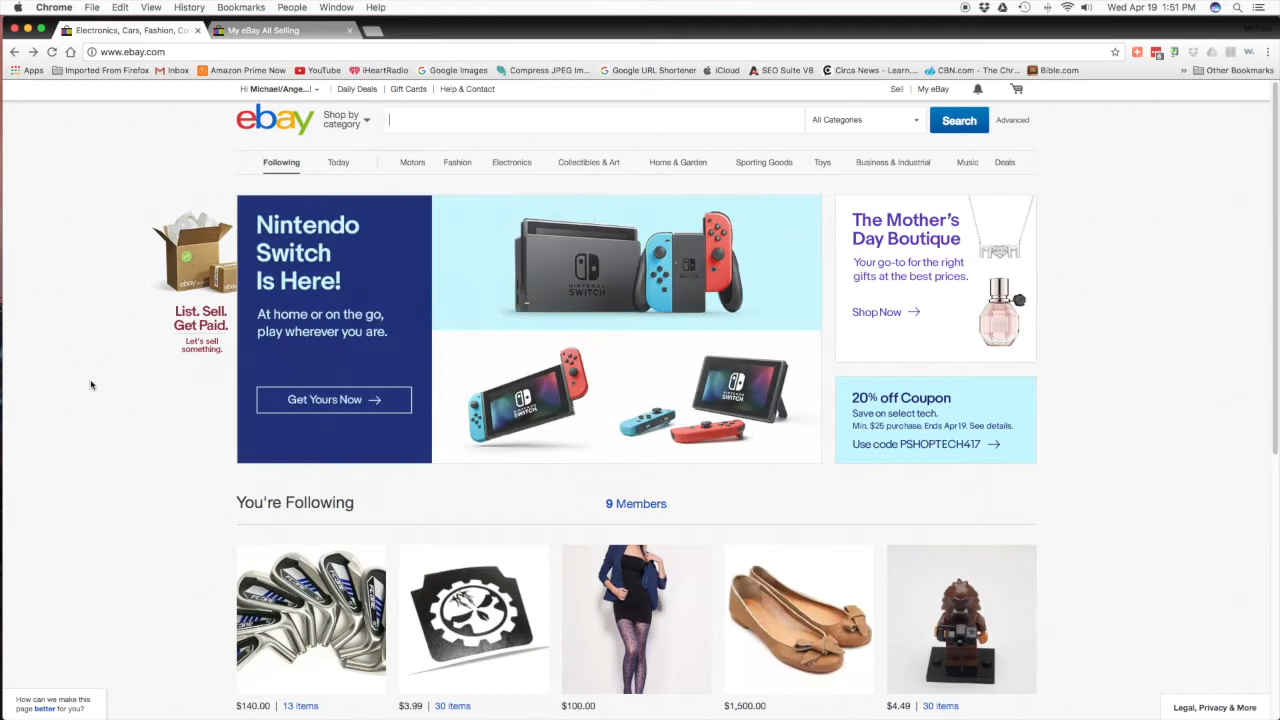 Chrome File Edit View History Bookmarks People Window Help Wed Apr 19 1:51 PM
Electronics, Cars, Fashion, Co My eBay All Selling
www.ebay.com
Apps Imported From Firefox Inbox Amazon Prime Now YouTube iHeartRadio Google Images Compress JPEG Im... Google URL Shortener iCloud SEO Suite V8 Circa News - Learn.... CBN.com - The Chr... Bible.com » Other Bookmarks
Hi Michael/Ange...! Daily Deals Gift Cards Help & Contact Sell My eBay
ebay Shop by category All Categories Search Advanced
Following Today Motors Fashion Electronics Collectibles & Art Home & Garden Sporting Goods Toys Business & Industrial Music Deals
List. Sell.
Get Paid.
Let's sell
something.
Nintendo
Switch
Is Here!
At home or on the go,
play wherever you are.
Get Yours Now →
NINTENDO
SWITCH
The Mother's
Day Boutique
Your go-to for the right
gifts at the best prices.
Shop Now →
20% off Coupon
Save on select tech.
Min. $25 purchase. Ends Apr19. See details.
Use code PSHOPTECH417 →
You're Following 9 Members
$140.00 | 13 items $3.99 | 30 items $100.00 $1,500.00 $4.49 | 30 items
How can we make this
page better for you?
Legal, Privacy & More